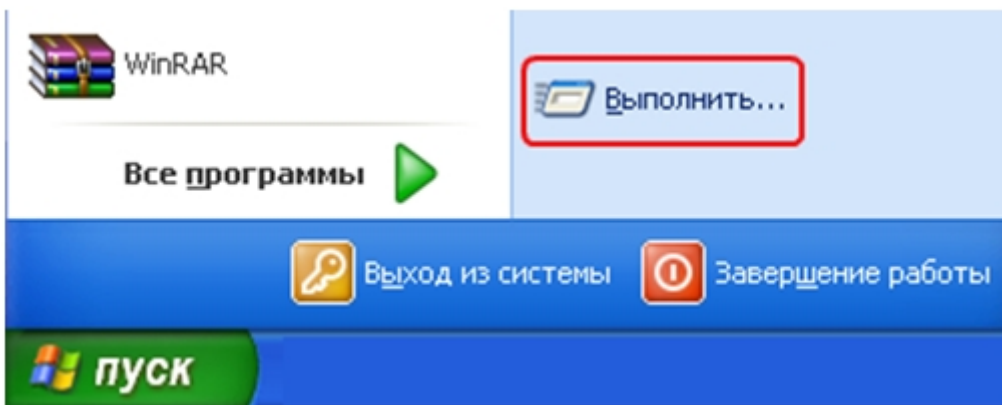 WinRAR
Выполнить...
Все программы
Выход из системы
Завершение работы
пуск